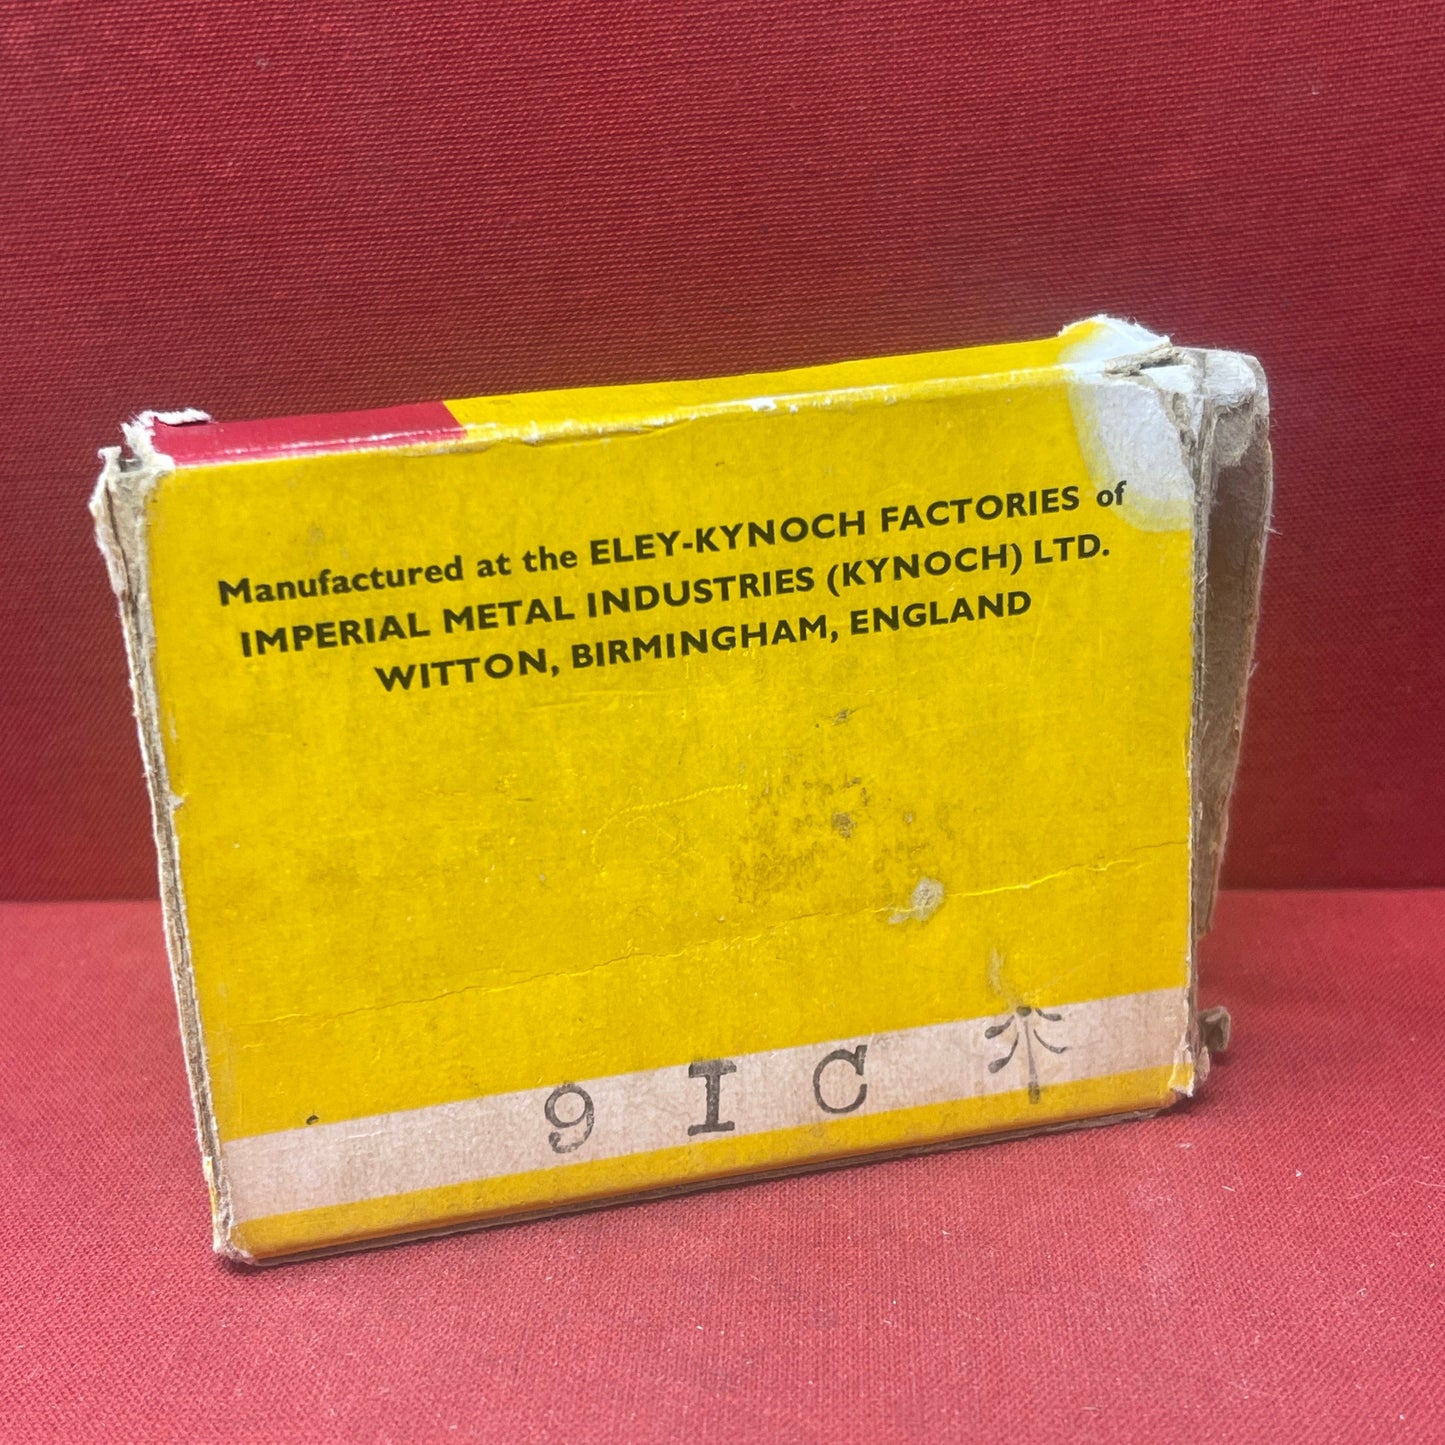 Manufactured at the ELEY-KYNOCH FACTORIES of
IMPERIAL METAL INDUSTRIES (KYNOCH) LTD.
WITTON, BIRMINGHAM, ENGLAND
9 I C